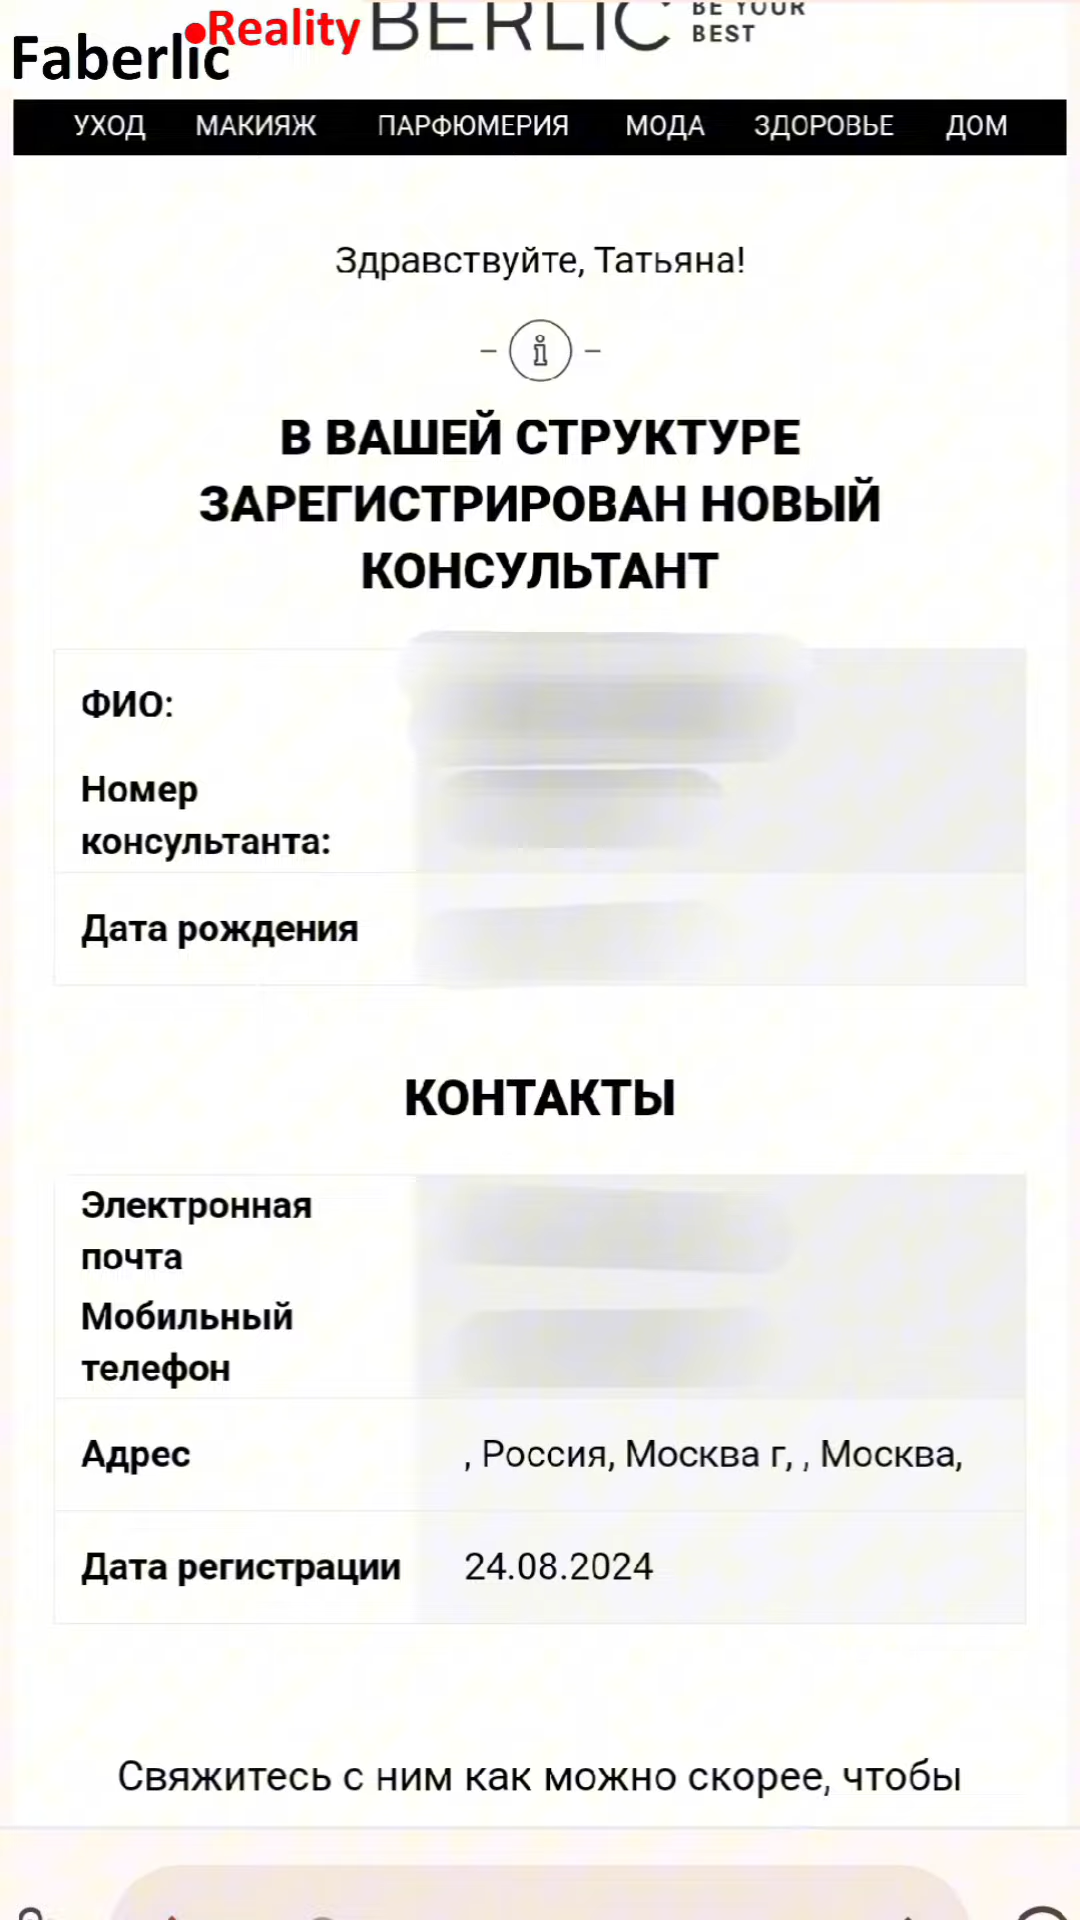 Faberlic
Reality
BERLIC
BE YOUR
BEST
УХОД МАКИЯЖ ПАРФЮМЕРИЯ МОДА ЗДОРОВЬЕ ДОМ
Здравствуйте, Татьяна!
i
В ВАШЕЙ СТРУКТУРЕ
ЗАРЕГИСТРИРОВАН НОВЫЙ
КОНСУЛЬТАНТ
ФИО:
Номер
консультанта:
Дата рождения
КОНТАКТЫ
Электронная
почта
Мобильный
телефон
Адрес , Россия, Москва г, , Москва,
Дата регистрации 24.08.2024
Свяжитесь с ним как можно скорее, чтобы